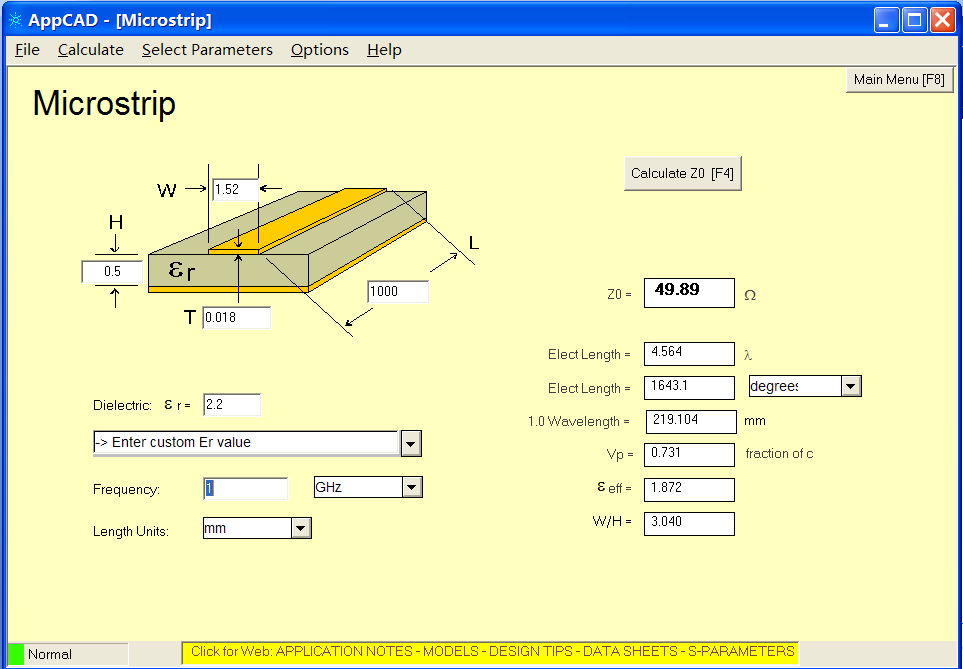 AppCAD - [Microstrip]
File Calculate Select Parameters Options Help
Main Menu [F8]
Microstrip
W 1.52
Calculate Z0 [F4]
H
L
0.5
εr
1000
Z0 = 49.89 Ω
T 0.018
Elect Length = 4.564 λ
Elect Length = 1643.1 degrees
Dielectric: ε r = 2.2
1.0 Wavelength = 219.104 mm
-> Enter custom Er value
Vp = 0.731 fraction of c
Frequency: 1 GHz
ε eff = 1.872
Length Units: mm
W/H = 3.040
Normal
Click for Web: APPLICATION NOTES - MODELS - DESIGN TIPS - DATA SHEETS - S-PARAMETERS